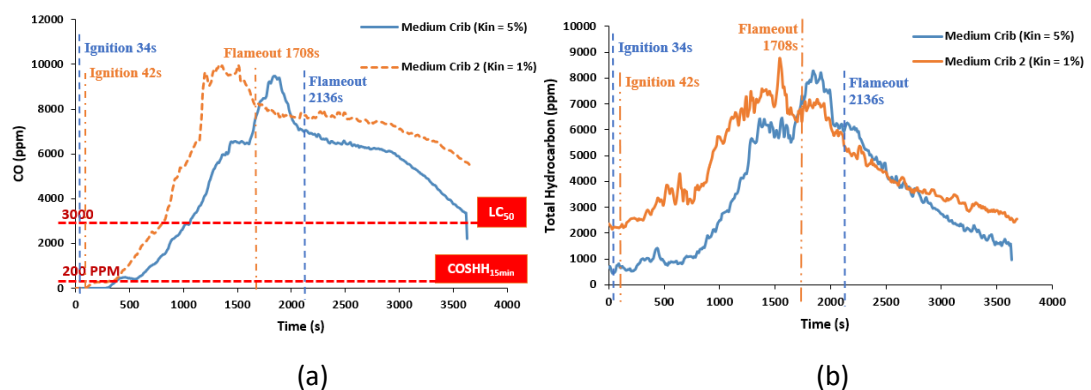 (a)
12000
10000
8000
6000
4000
2000
0
CO (ppm)
Ignition 34s
Ignition 42s
Flameout 1708s
Flameout
2136s
Medium Crib (Kin = 5%)
Medium Crib 2 (Kin = 1%)
3000
LC50
200 PPM
COSHH15min
0 500 1000 1500 2000 2500 3000 3500 4000
Time (s)
(b)
10000
9000
8000
7000
6000
5000
4000
3000
2000
1000
0
Total Hydrocarbon (ppm)
Ignition 34s
Ignition 42s
Flameout
1708s
Flameout
2136s
Medium Crib (Kin = 5%)
Medium Crib 2 (Kin = 1%)
0 500 1000 1500 2000 2500 3000 3500 4000
Time (s)